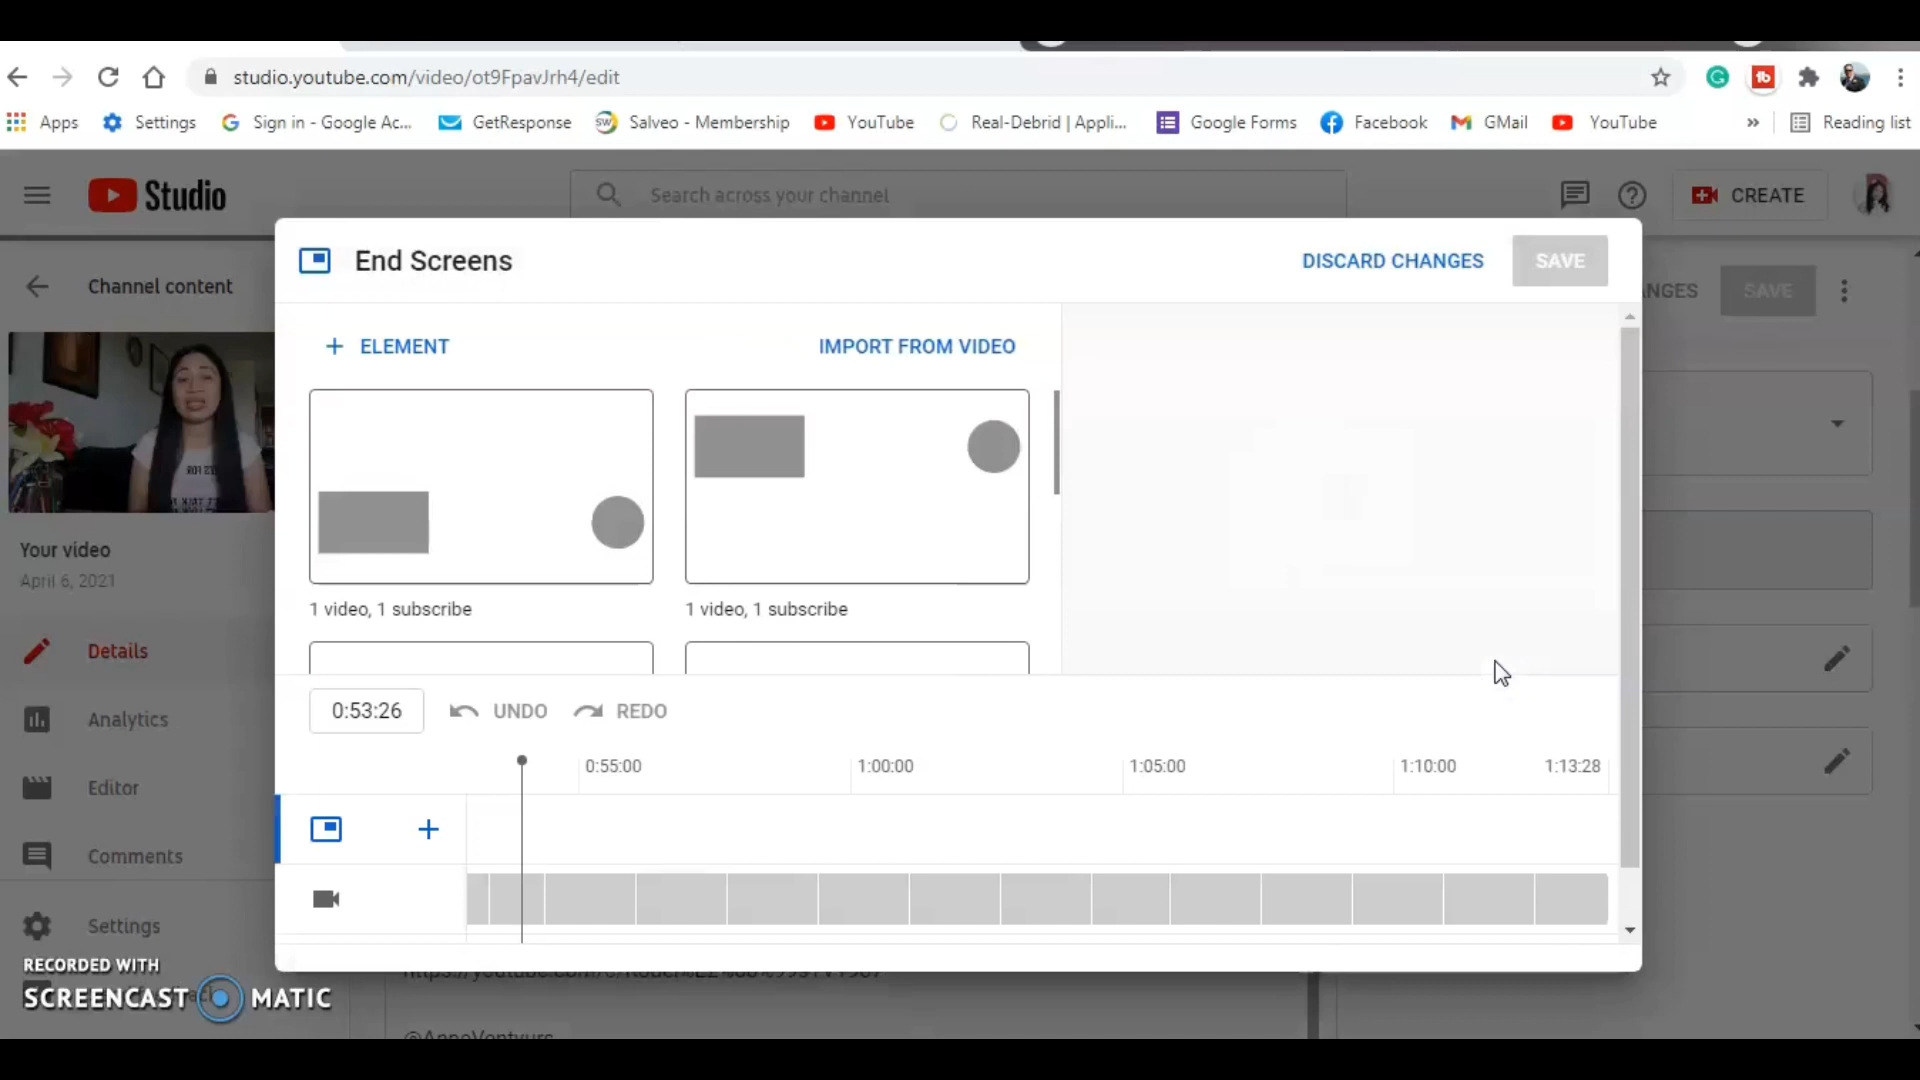 studio.youtube.com/video/ot9FpavJrh4/edit
Apps
Settings
Sign in - Google Ac...
GetResponse
SW
Salveo - Membership
YouTube
Real-Debrid | Appli...
Google Forms
Facebook
GMail
YouTube
»
Reading list
Studio
Search across your channel
CREATE
End Screens
DISCARD CHANGES
SAVE
Channel content
NGES
SAVE
+ ELEMENT
IMPORT FROM VIDEO
1 video, 1 subscribe
1 video, 1 subscribe
Your video
April 6, 2021
Details
Analytics
Editor
Comments
Settings
0:53:26
UNDO
REDO
0:55:00
1:00:00
1:05:00
1:10:00
1:13:28
RECORDED WITH
SCREENCAST MATIC
@AnneVentyurs